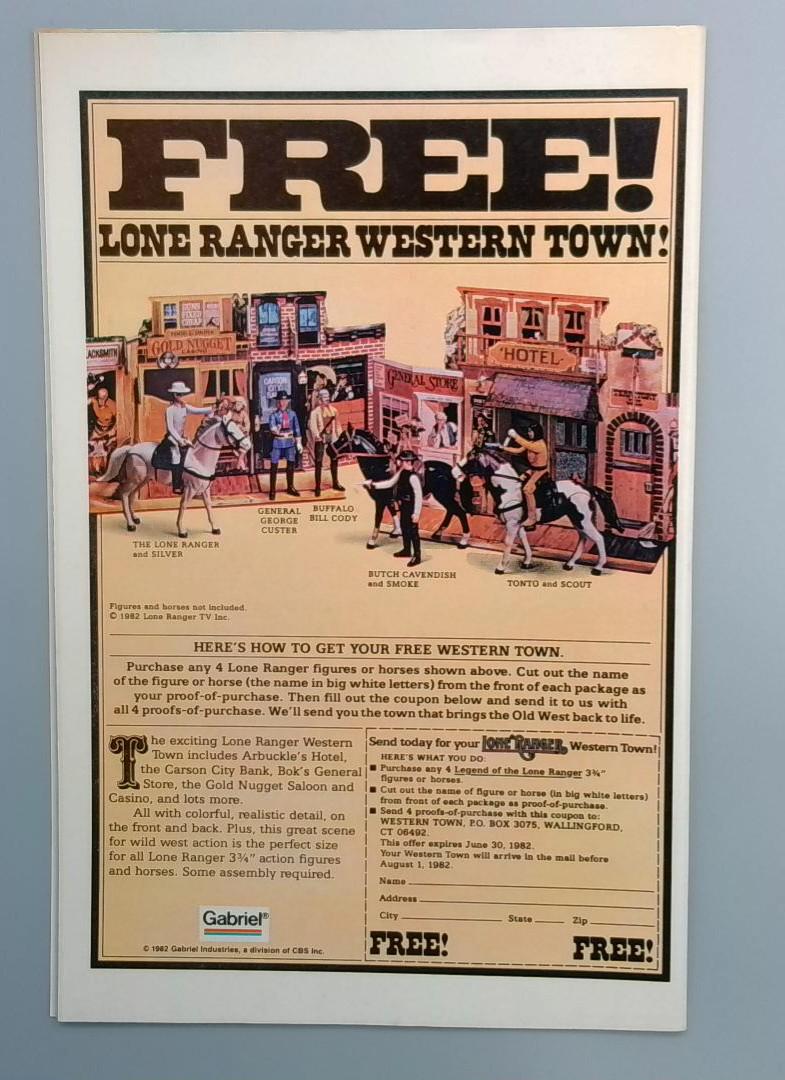 FREE!
LONE RANGER WESTERN TOWN!
GOLD NUGGET
CASINO
GENERAL STORE
HOTEL
THE LONE RANGER
and SILVER
GENERAL
GEORGE
CUSTER
BUFFALO
BILL CODY
BUTCH CAVENDISH
and SMOKE
TONTO and SCOUT
Figures and horses not included.
© 1982 Lone Ranger TV Inc.
HERE'S HOW TO GET YOUR FREE WESTERN TOWN.
Purchase any 4 Lone Ranger figures or horses shown above. Cut out the name
of the figure or horse (the name in big white letters) from the front of each package as
your proof-of-purchase. Then fill out the coupon below and send it to us with
all 4 proofs-of-purchase. We'll send you the town that brings the Old West back to life.
The exciting Lone Ranger Western
Town includes Arbuckle's Hotel,
the Carson City Bank, Bok's General
Store, the Gold Nugget Saloon and
Casino, and lots more.
All with colorful, realistic detail, on
the front and back. Plus, this great scene
for wild west action is the perfect size
for all Lone Ranger 3¾" action figures
and horses. Some assembly required.
Gabriel®
© 1982 Gabriel Industries, a division of CBS Inc.
Send today for your LONE RANGER Western Town!
HERE'S WHAT YOU DO:
■ Purchase any 4 Legend of the Lone Ranger 3¾"
figures or horses.
■ Cut out the name of figure or horse (in big white letters)
from front of each package as proof-of-purchase.
■ Send 4 proofs-of-purchase with this coupon to:
WESTERN TOWN, P.O. BOX 3075, WALLINGFORD,
CT 06492.
This offer expires June 30, 1982.
Your Western Town will arrive in the mail before
August 1, 1982.
Name
Address
City State Zip
FREE! FREE!